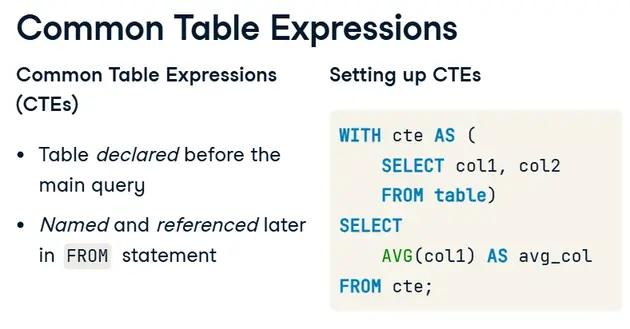 Common Table Expressions
Common Table Expressions
(CTEs)
• Table declared before the
main query
• Named and referenced later
in FROM statement
Setting up CTEs
WITH cte AS (
    SELECT col1, col2
    FROM table)
SELECT
    AVG(col1) AS avg_col
FROM cte;